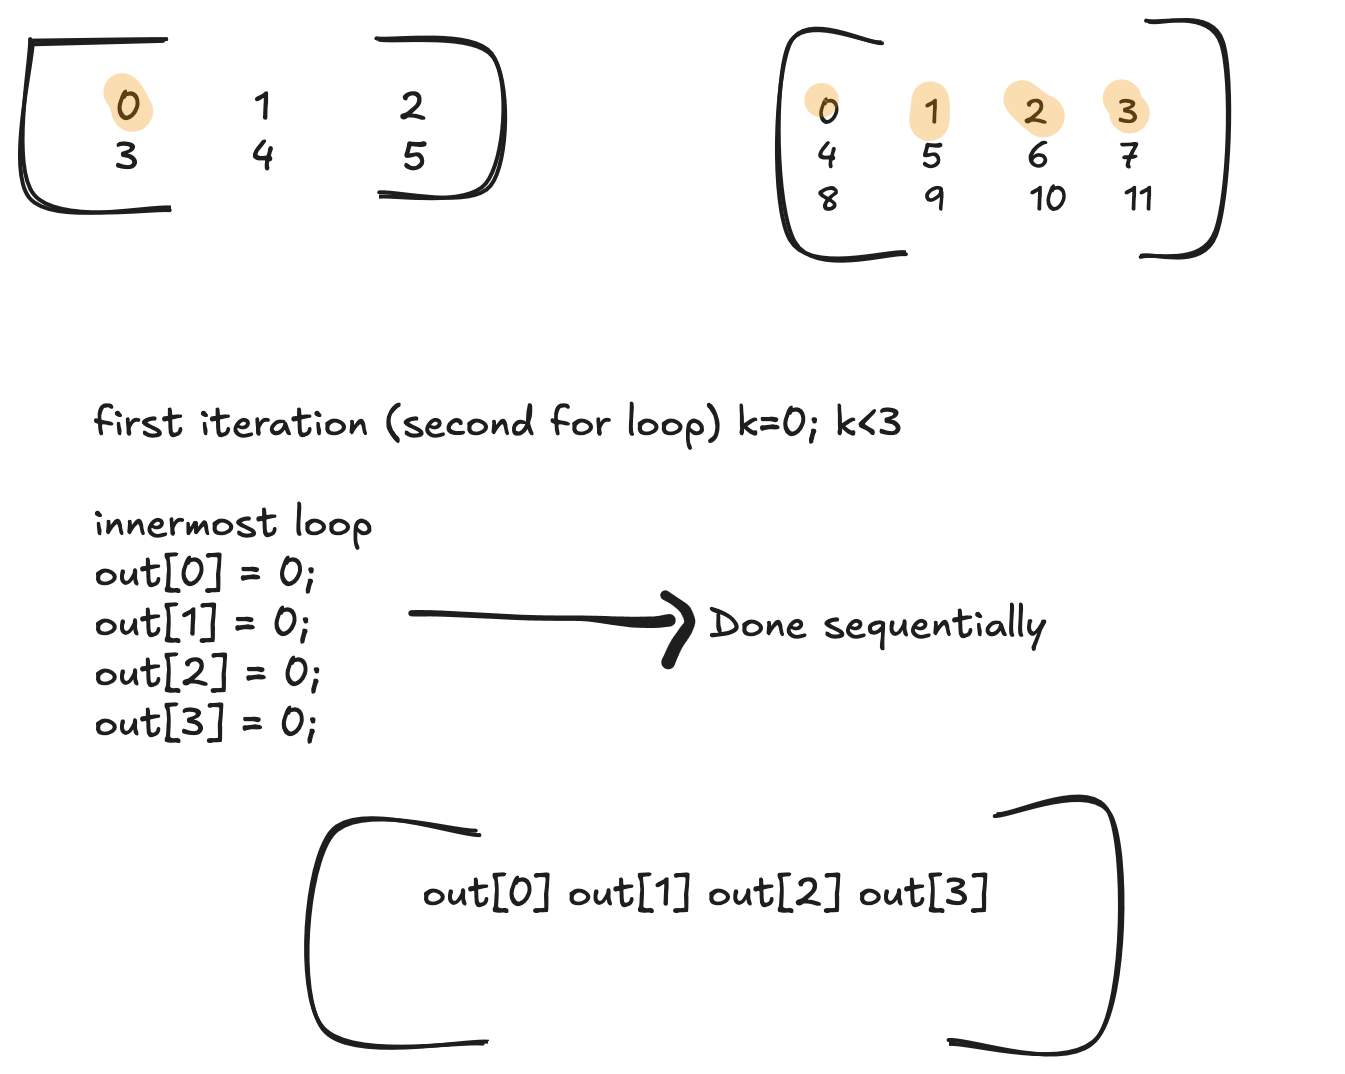 0 1 2
3 4 5
0 1 2 3
4 5 6 7
8 9 10 11
first iteration (second for loop) k=0; k<3
innermost loop
out[0] = 0;
out[1] = 0;
out[2] = 0;
out[3] = 0;
Done sequentially
out[0] out[1] out[2] out[3]